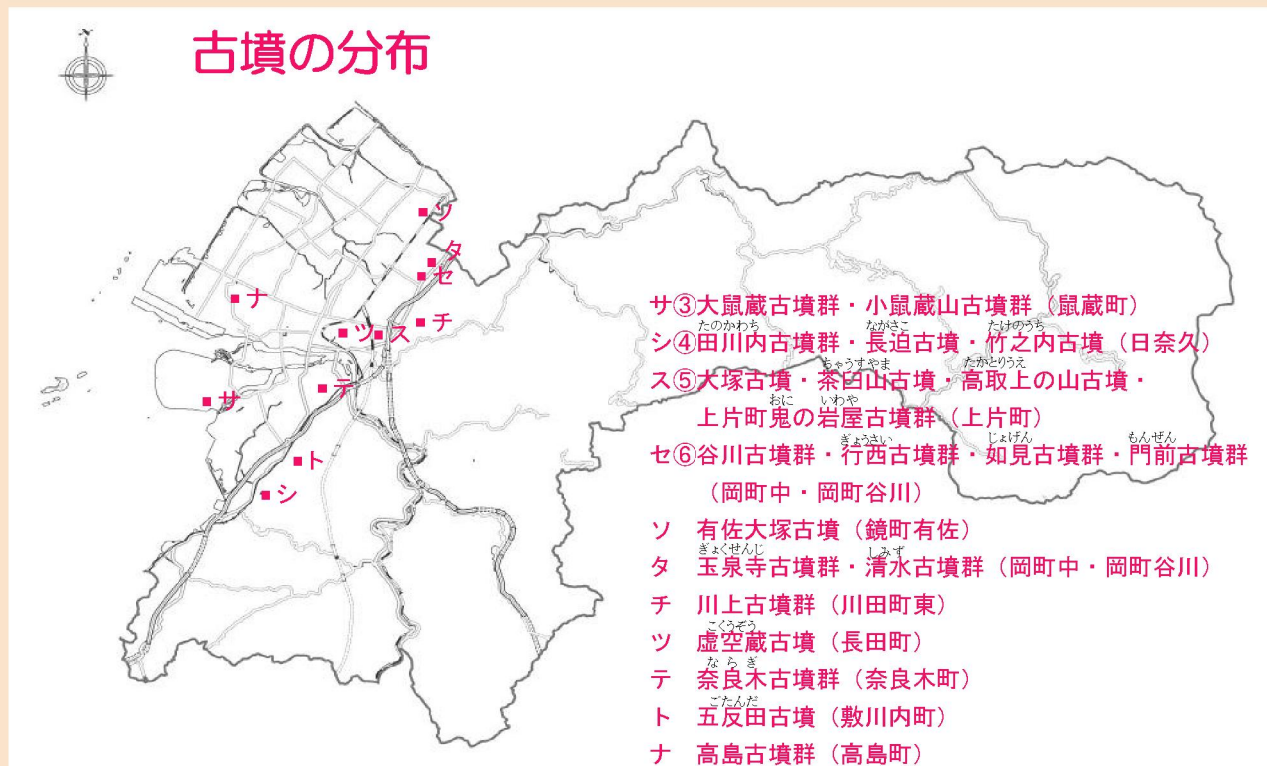 古墳の分布
N
ソ
タ
セ
ナ
チ
ツ
ス
テ
サ
ト
シ
サ③大鼠蔵古墳群・小鼠蔵山古墳群（鼠蔵町）
たのかわち ながさこ たけのうち
シ④田川内古墳群・長迫古墳・竹之内古墳（日奈久）
ちゃうすやま たかとりうえ
ス⑤大塚古墳・茶臼山古墳・高取上の山古墳・
おに いわや
上片町鬼の岩屋古墳群（上片町）
ぎょうさい じょげん もんぜん
セ⑥谷川古墳群・行西古墳群・如見古墳群・門前古墳群
（岡町中・岡町谷川）
ソ 有佐大塚古墳（鏡町有佐）
ぎょくせんじ しみず
タ 玉泉寺古墳群・清水古墳群（岡町中・岡町谷川）
チ 川上古墳群（川田町東）
こくうぞう
ツ 虚空蔵古墳（長田町）
ならぎ
テ 奈良木古墳群（奈良木町）
ごたんだ
ト 五反田古墳（敷川内町）
ナ 高島古墳群（高島町）